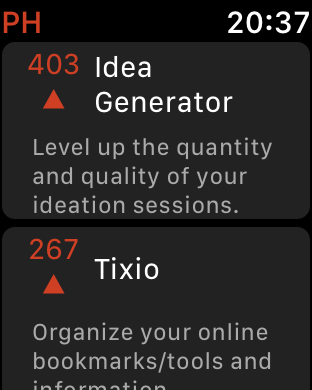 PH 20:37
403 Idea
Generator
Level up the quantity
and quality of your
ideation sessions.
267 Tixio
Organize your online
bookmarks/tools and
information